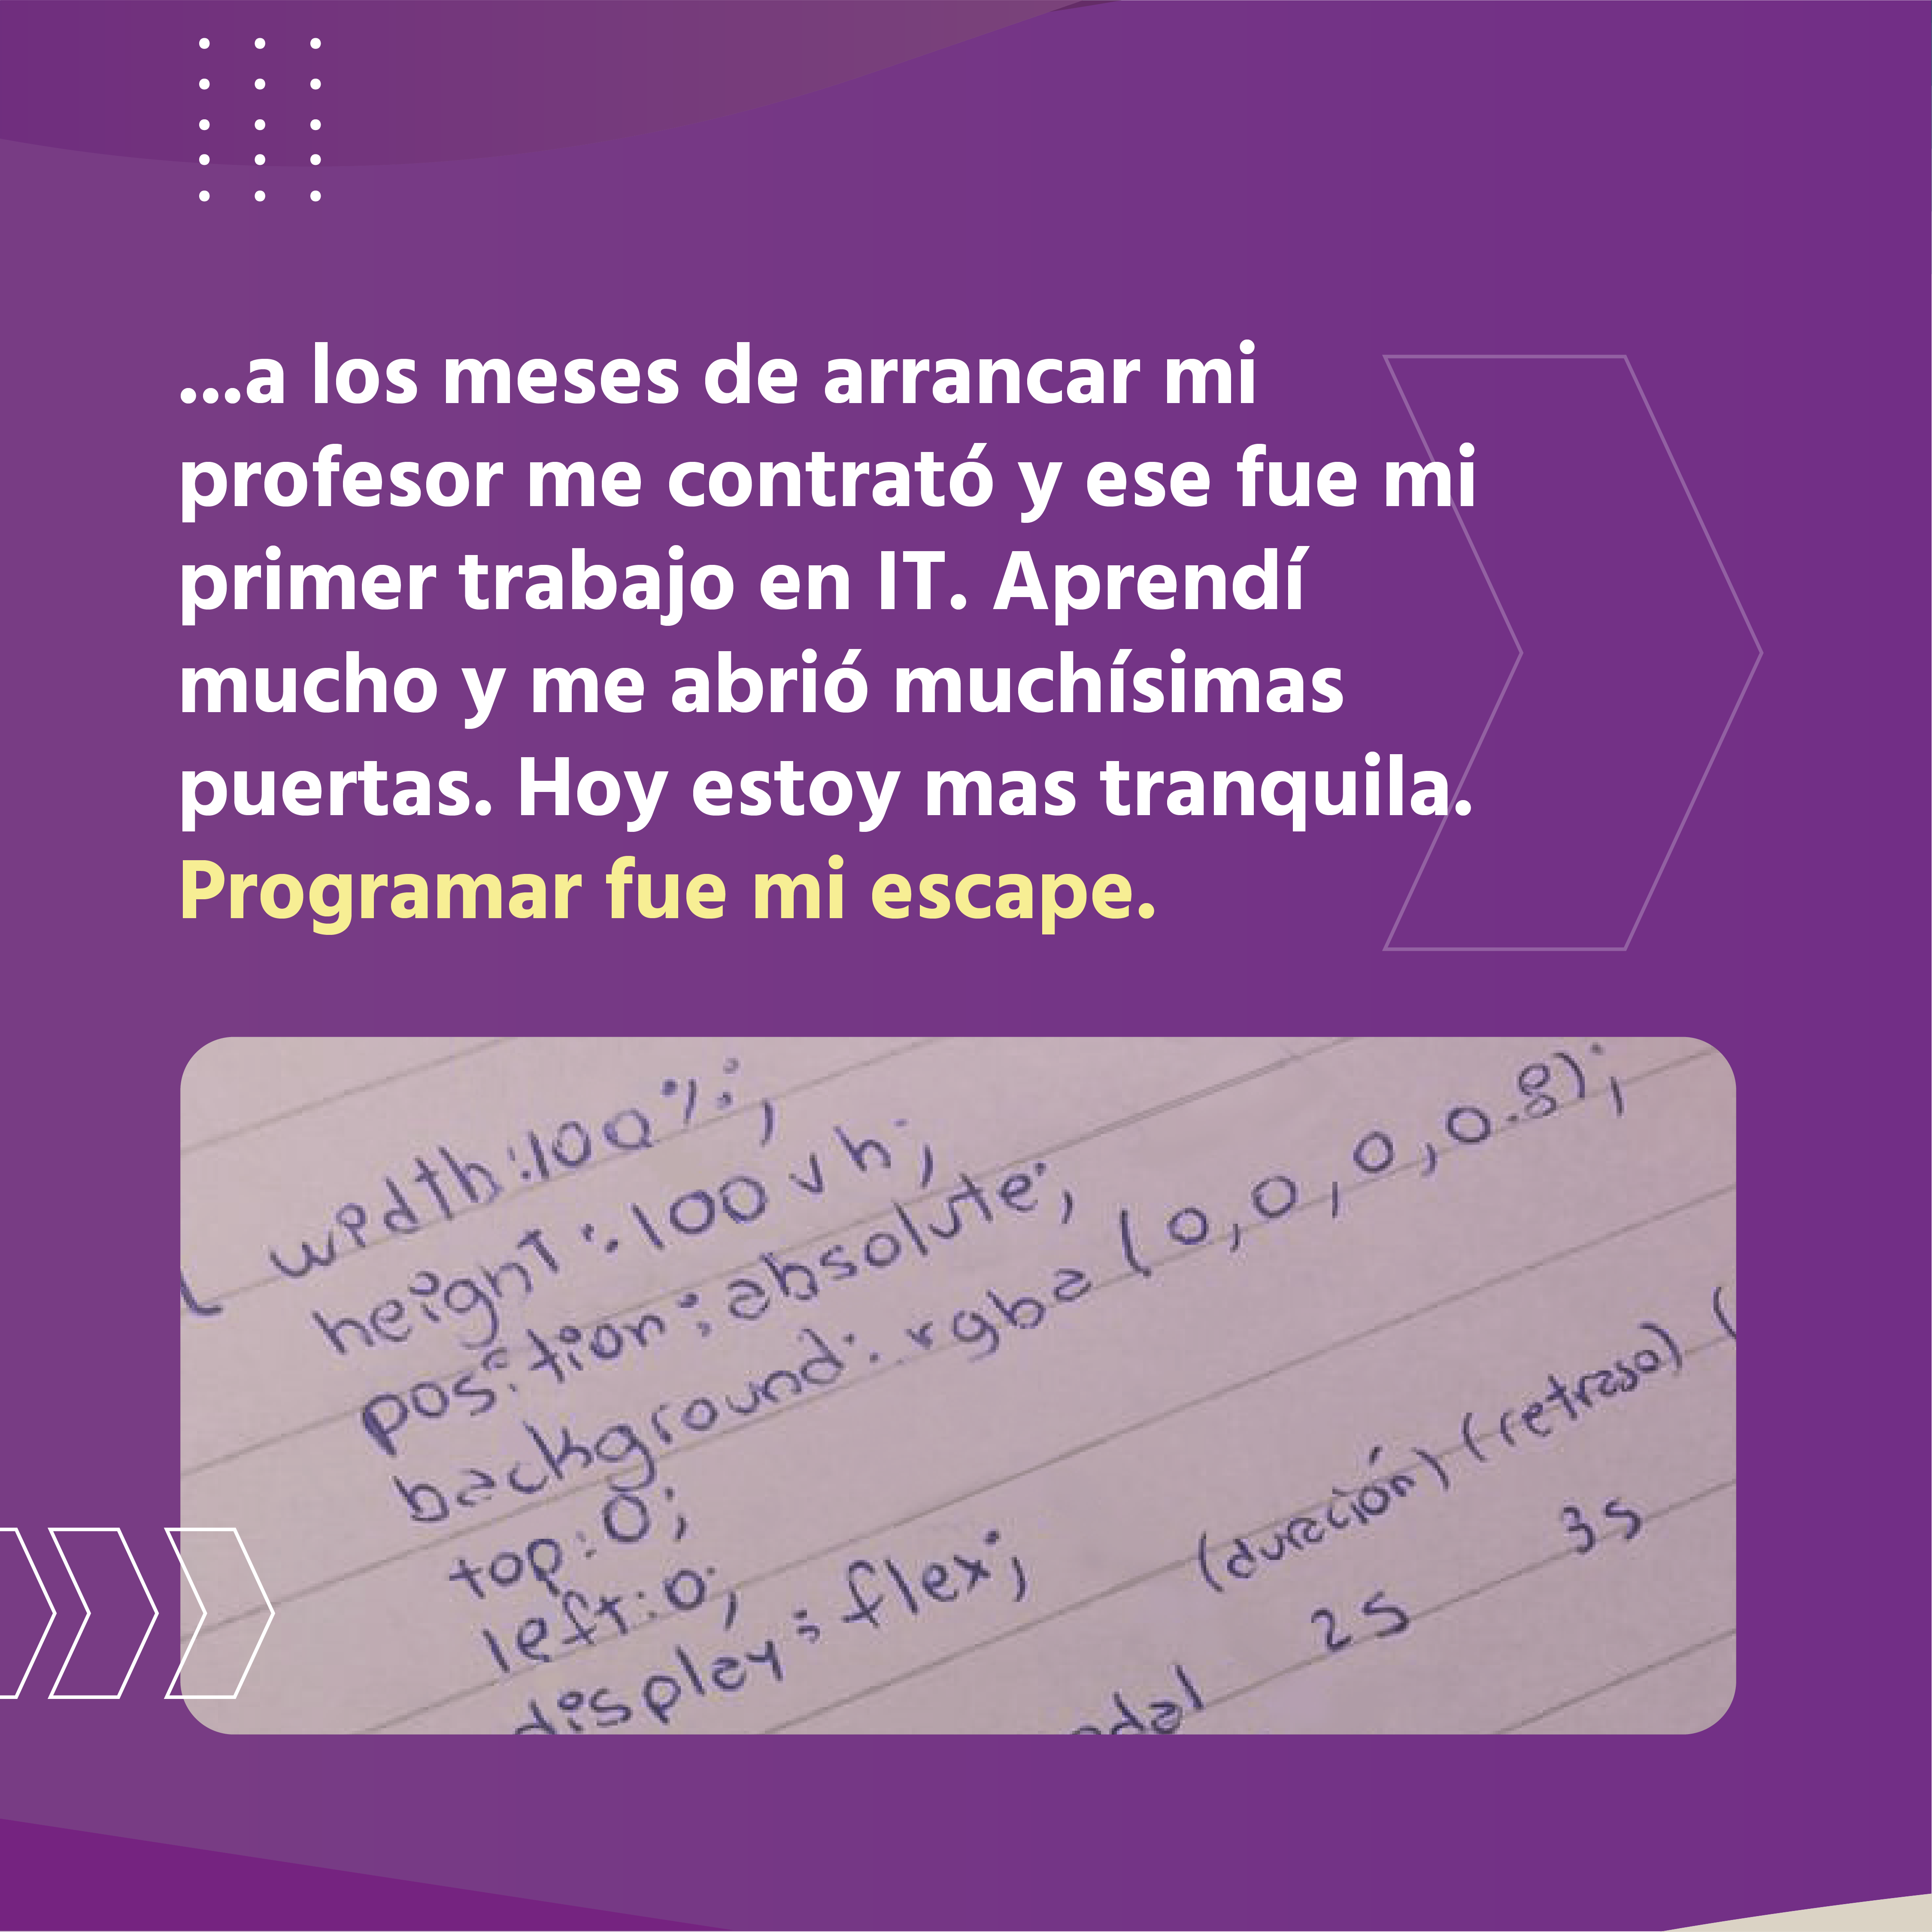 ...a los meses de arrancar mi
profesor me contrató y ese fue mi
primer trabajo en IT. Aprendí
mucho y me abrió muchísimas
puertas. Hoy estoy mas tranquila.
Programar fue mi escape.
width:100%;
height:100vh;
position:absolute;
background:rgba(0,0,0,0.8);
top:0;
left:0;
display:flex;
(duración) (retraso) (
2s 3s